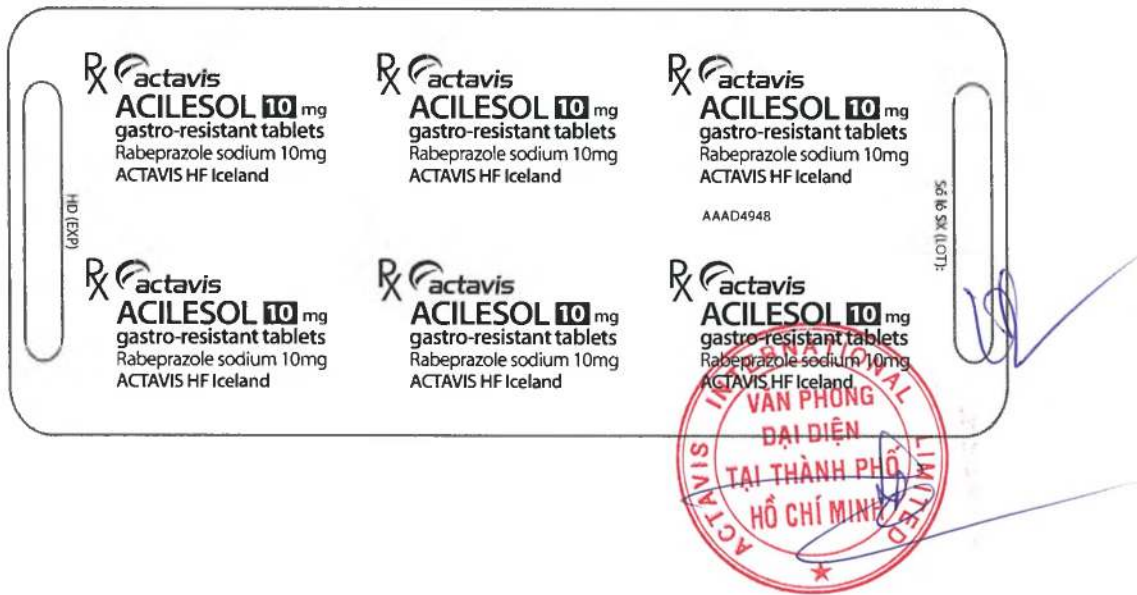 Rx actavis
ACILESOL 10 mg
gastro-resistant tablets
Rabeprazole sodium 10mg
ACTAVIS HF Iceland
Rx actavis
ACILESOL 10 mg
gastro-resistant tablets
Rabeprazole sodium 10mg
ACTAVIS HF Iceland
Rx actavis
ACILESOL 10 mg
gastro-resistant tablets
Rabeprazole sodium 10mg
ACTAVIS HF Iceland
AAAD4948
HD (EXP)
Số lô SX (LOT):
Rx actavis
ACILESOL 10 mg
gastro-resistant tablets
Rabeprazole sodium 10mg
ACTAVIS HF Iceland
Rx actavis
ACILESOL 10 mg
gastro-resistant tablets
Rabeprazole sodium 10mg
ACTAVIS HF Iceland
Rx actavis
ACILESOL 10 mg
gastro-resistant tablets
Rabeprazole sodium 10mg
ACTAVIS HF Iceland
ACTAVIS INTERNATIONAL LIMITED
VĂN PHÒNG
ĐẠI DIỆN
TẠI THÀNH PHỐ
HỒ CHÍ MINH